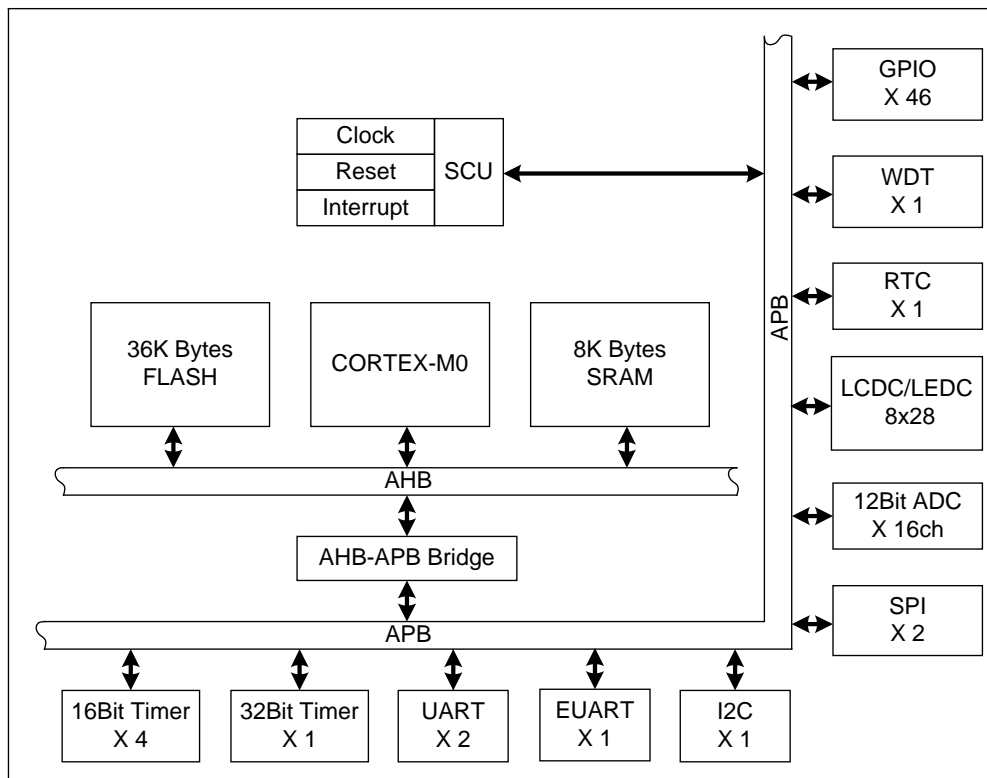 GPIO
X 46
Clock
Reset
Interrupt
SCU
WDT
X 1
RTC
X 1
APB
36K Bytes
FLASH
CORTEX-M0
8K Bytes
SRAM
LCDC/LEDC
8x28
AHB
12Bit ADC
X 16ch
AHB-APB Bridge
SPI
X 2
APB
16Bit Timer
X 4
32Bit Timer
X 1
UART
X 2
EUART
X 1
I2C
X 1